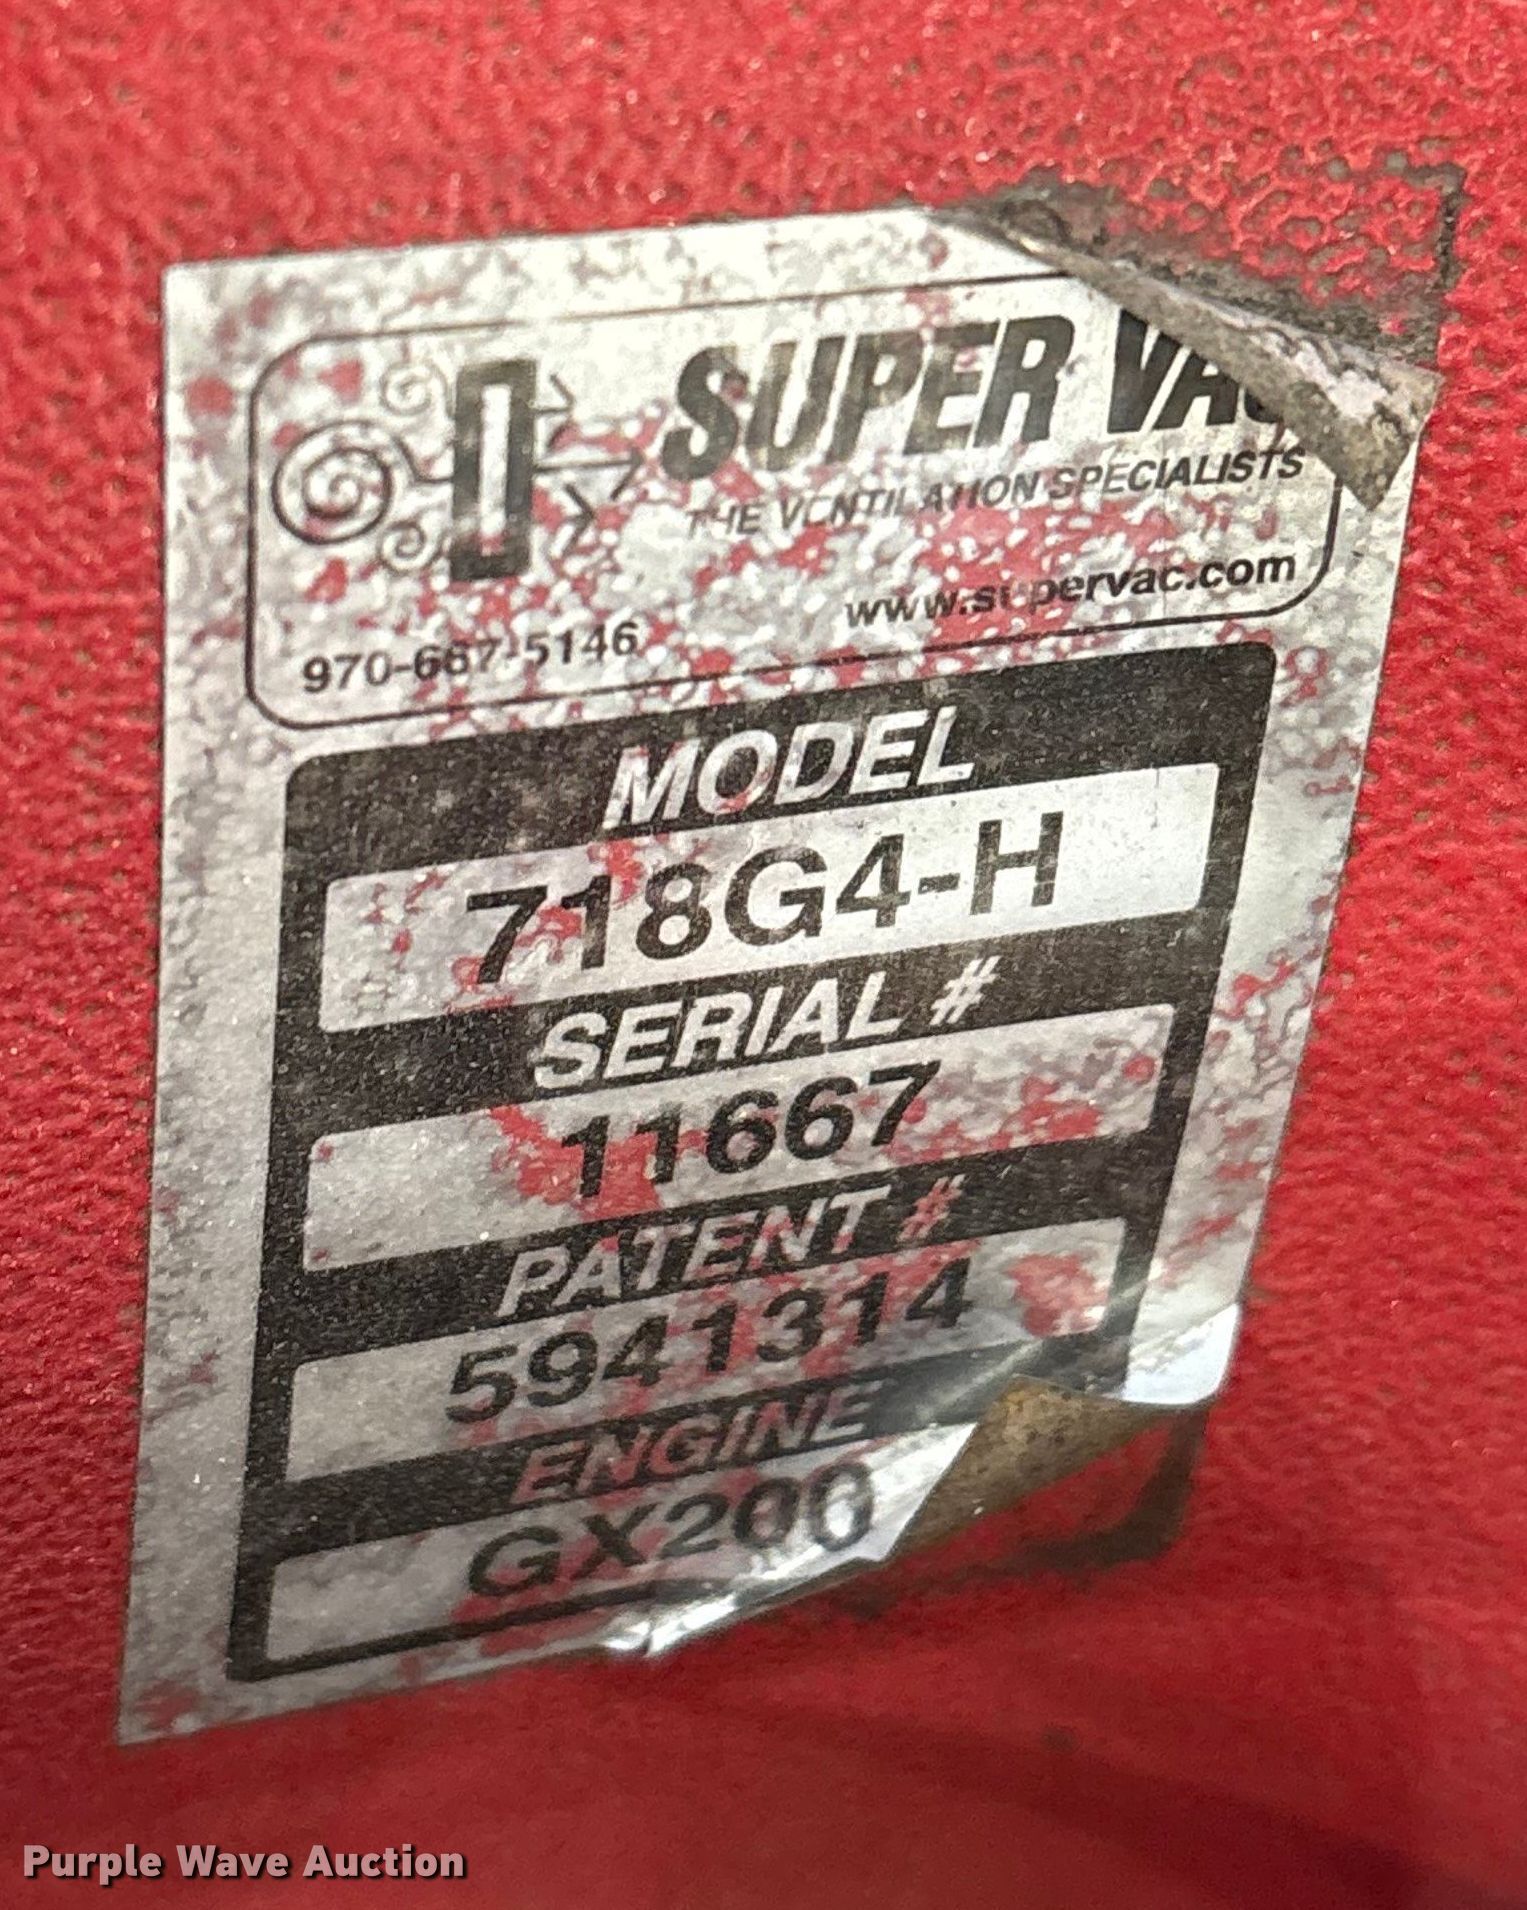 SUPER VAC
THE VENTILATION SPECIALISTS
www.supervac.com
970-667-5146
MODEL
718G4-H
SERIAL #
11667
PATENT #
5941314
ENGINE
GX200
Purple Wave Auction